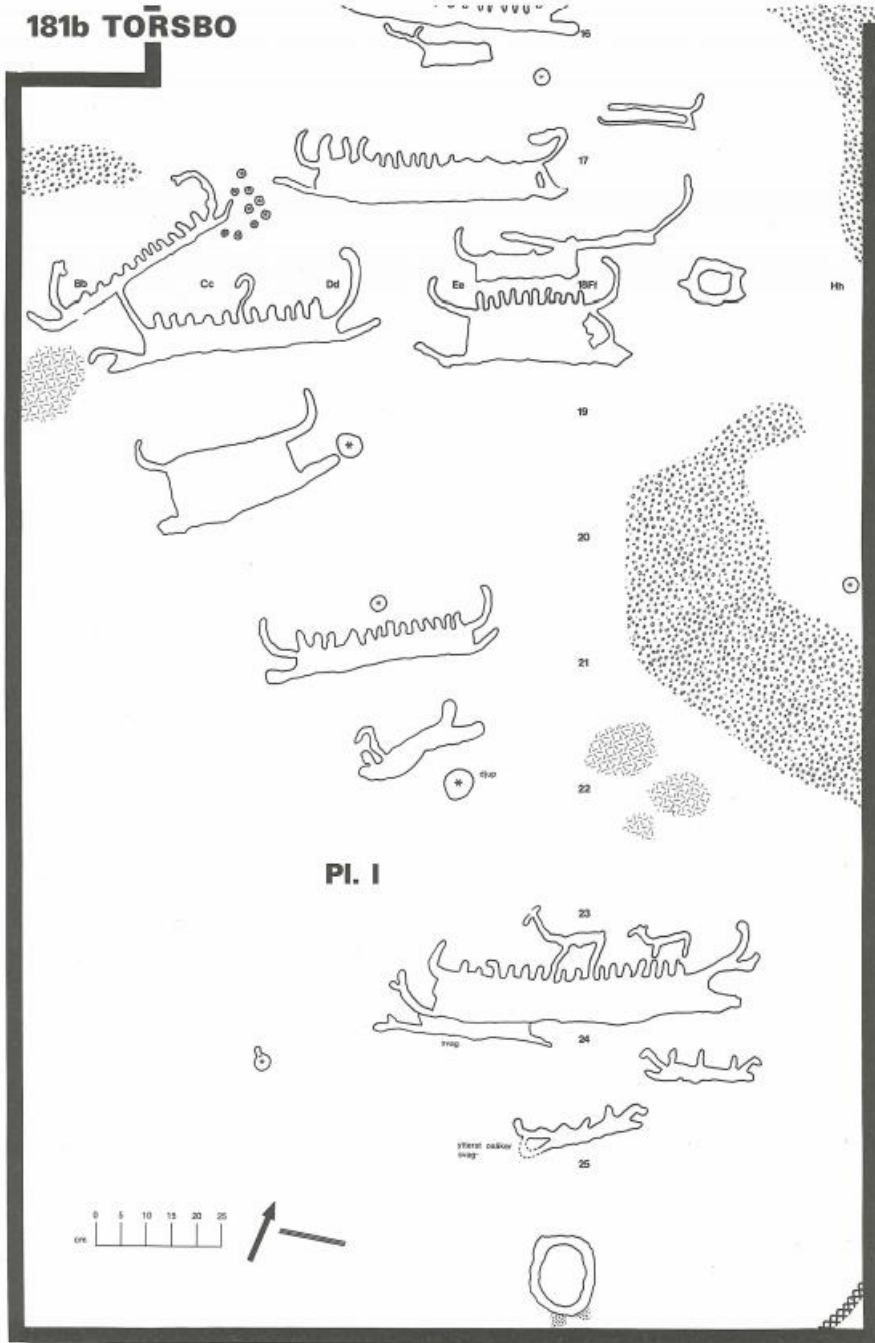 181b TORSBO
16
17
Bb Cc Dd Ee 18Ff Hh
19
20
21
djup
22
Pl. I
23
24
svag
ytterst osäker
svag
25
0 5 10 15 20 25
cm